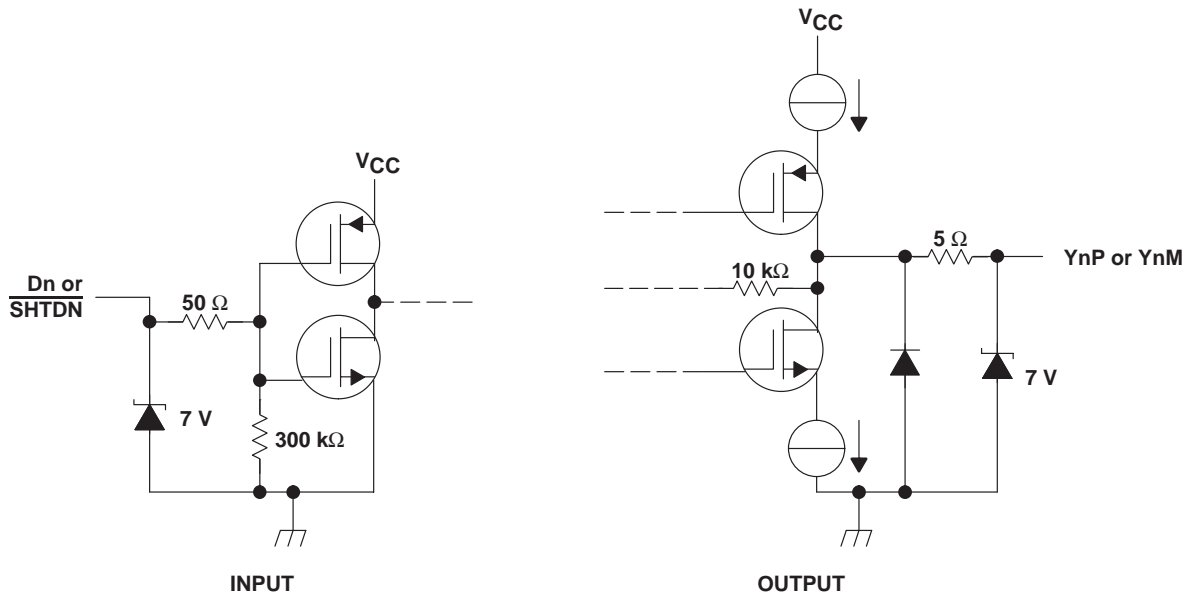 VCC
Dn or
SHTDN
50 Ω
7 V
300 kΩ
INPUT
VCC
5 Ω
YnP or YnM
10 kΩ
7 V
OUTPUT